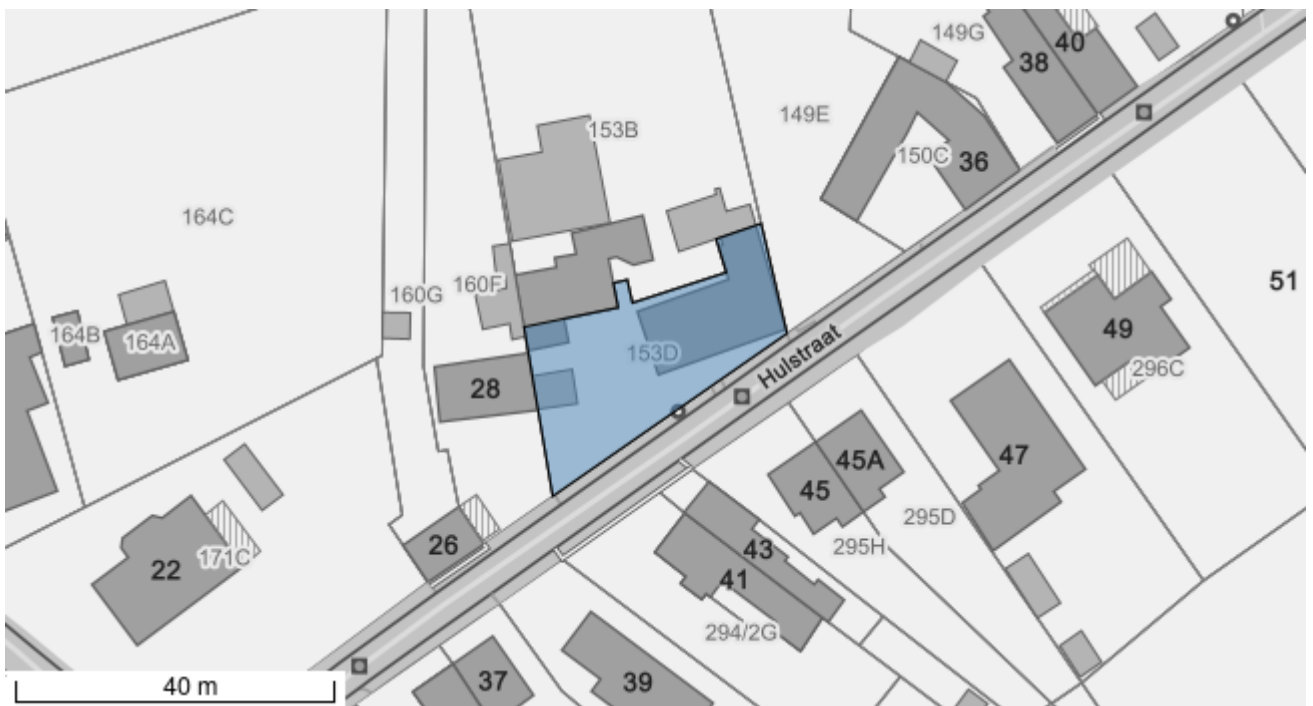 149G
40
38
153B
149E
150C
36
164C
51
160F
160G
164B
164A
153D
Hulstraat
49
296C
28
45A
47
45
295D
43
295H
26
171C
22
41
294/2G
37
39
40 m